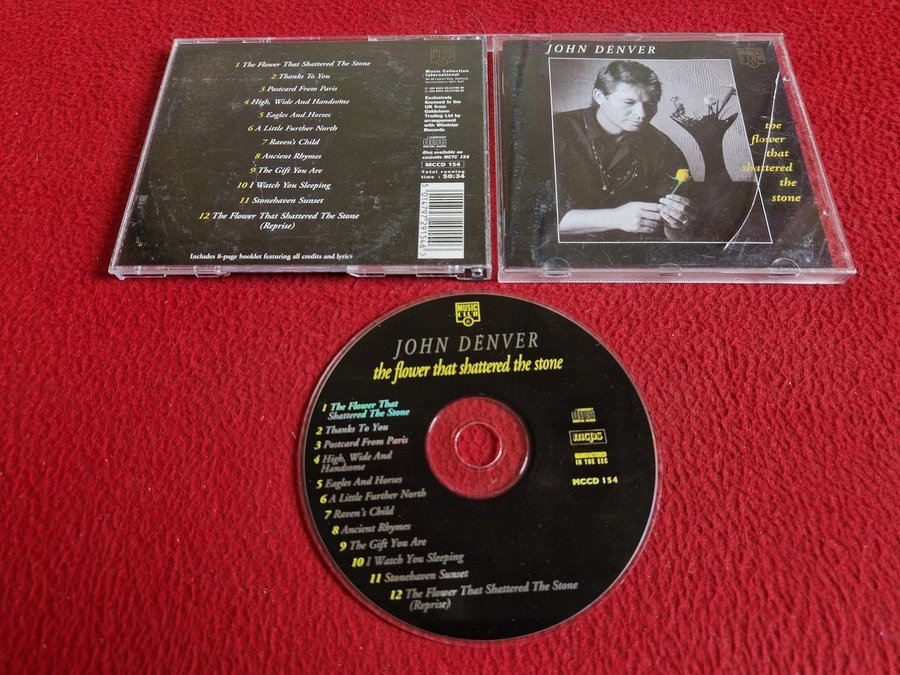 1 The Flower That Shattered The Stone
2 Thanks To You
3 Postcard From Paris
4 High, Wide And Handsome
5 Eagles And Horses
6 A Little Further North
7 Raven's Child
8 Ancient Rhymes
9 The Gift You Are
10 I Watch You Sleeping
11 Stonehaven Sunset
12 The Flower That Shattered The Stone
(Reprise)
Includes 8-page booklet featuring all credits and lyrics
MUSIC
CLUB
Music Collection
International
Exclusively
licensed in the
UK from
Goldstone
Trading Ltd by
arrangement
with Windstar
Records
Also available on
cassette MCTC 154
MCCD 154
Total running
time : 50:34
5 014797 291546
JOHN DENVER
MUSIC
CLUB
the
flower
that
shattered
the
stone
MUSIC
CLUB
JOHN DENVER
the flower that shattered the stone
1 The Flower That
Shattered The Stone
2 Thanks To You
3 Postcard From Paris
4 High, Wide And
Handsome
5 Eagles And Horses
6 A Little Further North
7 Raven's Child
8 Ancient Rhymes
9 The Gift You Are
10 I Watch You Sleeping
11 Stonehaven Sunset
12 The Flower That Shattered The Stone
(Reprise)
DIGITAL AUDIO
mcps
MANUFACTURED
IN THE EEC
MCCD 154